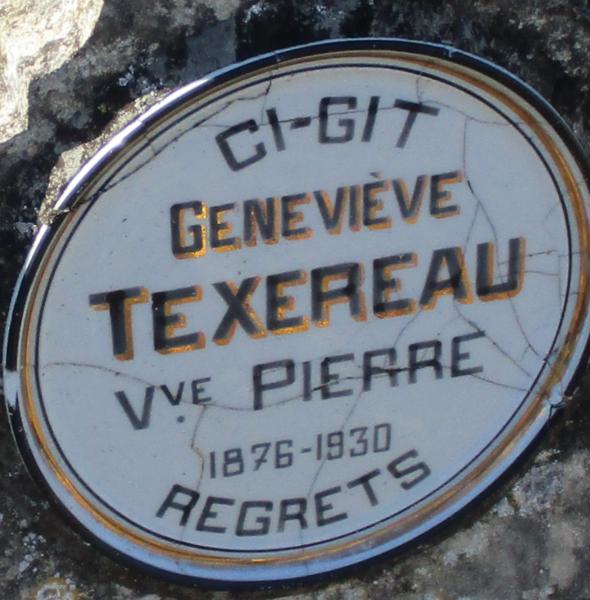 CI-GIT
GENEVIÈVE
TEXEREAU
VVE PIERRE
1876-1930
REGRETS